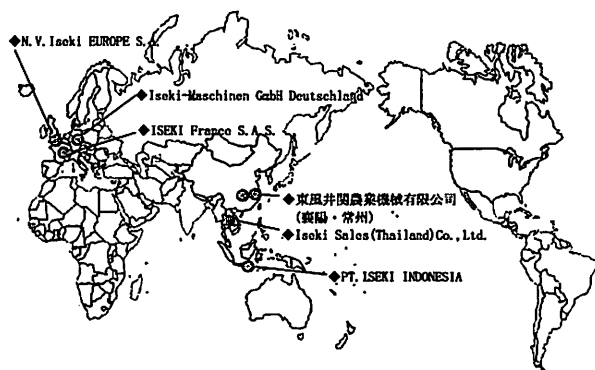 ◆N.V.Iseki EUROPE S.A.
◆Iseki-Maschinen GmbH Deutschland
◆ISEKI France S.A.S.
◆東風井関農業機械有限公司
(襄陽・常州)
◆Iseki Sales(Thailand)Co.,Ltd.
◆PT.ISEKI INDONESIA